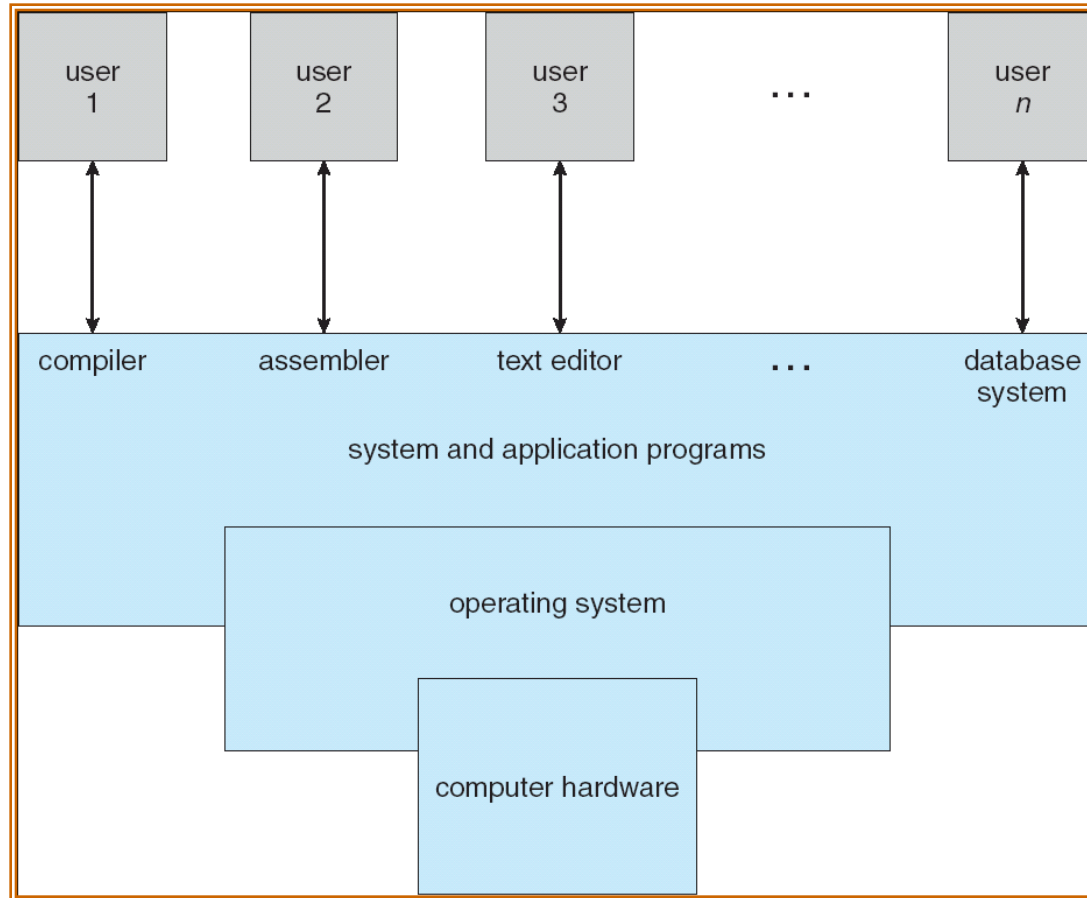 user
1
user
2
user
3
...
user
n
compiler
assembler
text editor
...
database
system
system and application programs
operating system
computer hardware